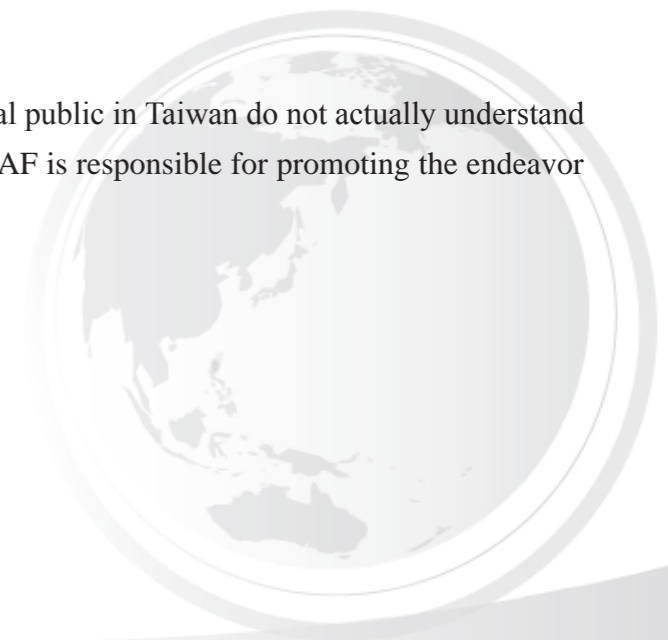 al public in Taiwan do not actually understand
AF is responsible for promoting the endeavor